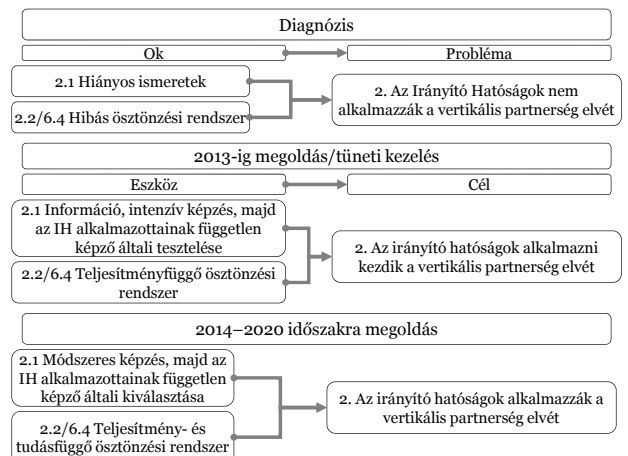 Diagnózis
Ok
Probléma
2.1 Hiányos ismeretek
2.2/6.4 Hibás ösztönzési rendszer
2. Az Irányító Hatóságok nem
alkalmazzák a vertikális partnerség elvét
2013-ig megoldás/tüneti kezelés
Eszköz
Cél
2.1 Információ, intenzív képzés, majd
az IH alkalmazottainak független
képző általi tesztelése
2.2/6.4 Teljesítményfüggő ösztönzési
rendszer
2. Az irányító hatóságok alkalmazni
kezdik a vertikális partnerség elvét
2014–2020 időszakra megoldás
2.1 Módszeres képzés, majd az
IH alkalmazottainak független
képző általi kiválasztása
2.2/6.4 Teljesítmény- és
tudásfüggő ösztönzési rendszer
2. Az irányító hatóságok alkalmazzák a
vertikális partnerség elvét